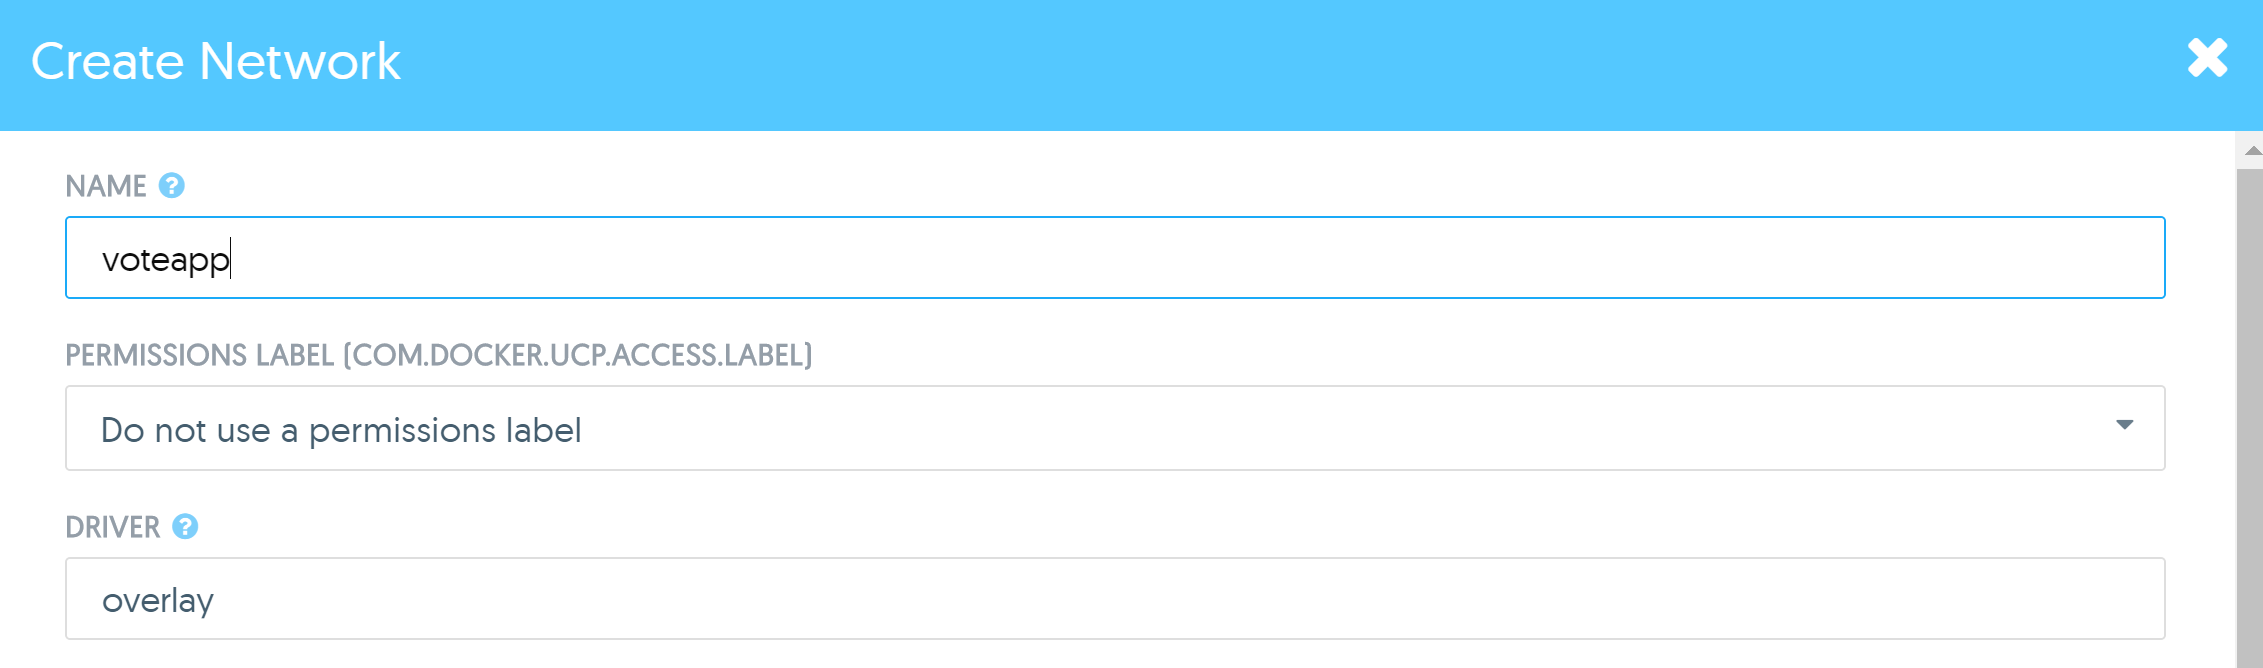 Create Network
NAME ?
voteapp
PERMISSIONS LABEL (COM.DOCKER.UCP.ACCESS.LABEL)
Do not use a permissions label
DRIVER ?
overlay